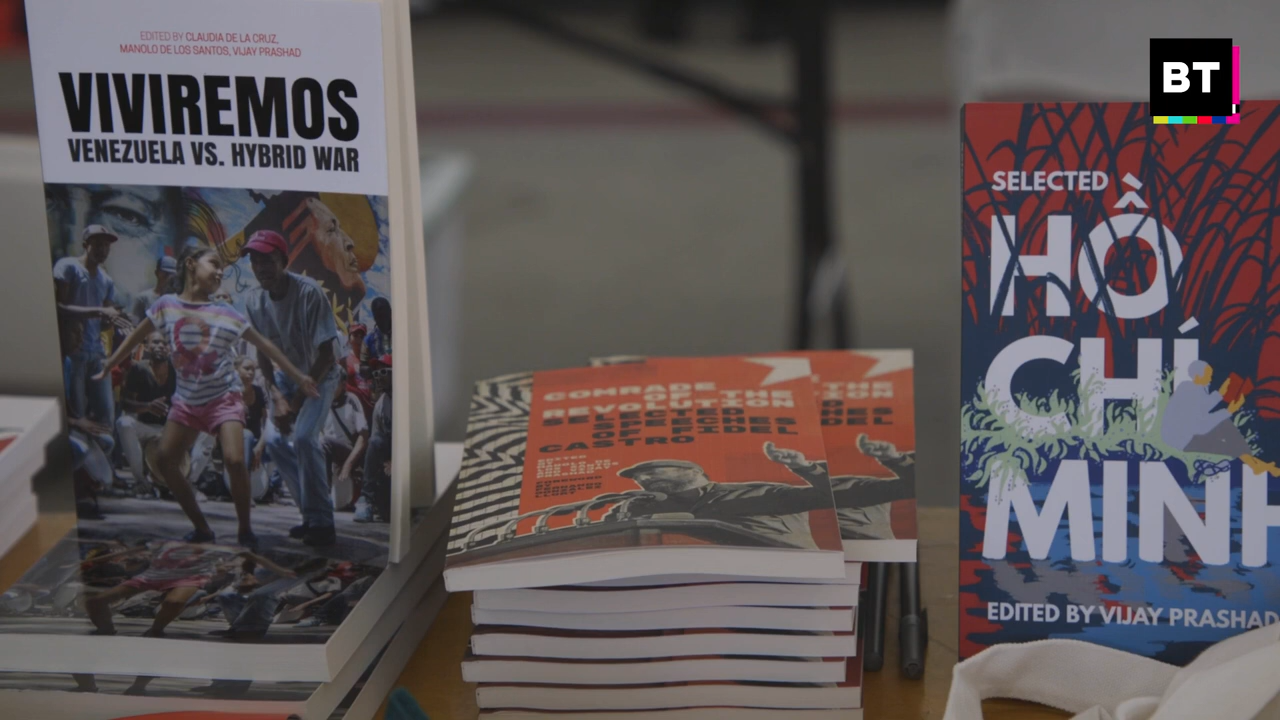 EDITED BY CLAUDIA DE LA CRUZ,
MANOLO DE LOS SANTOS, VIJAY PRASHAD
VIVIREMOS
VENEZUELA VS. HYBRID WAR
COMRADE OF THE
REVOLUTION
SELECTED
SPEECHES
OF FIDEL
CASTRO
BT
SELECTED
HỒ
CHÍ
MINH
EDITED BY VIJAY PRASHAD